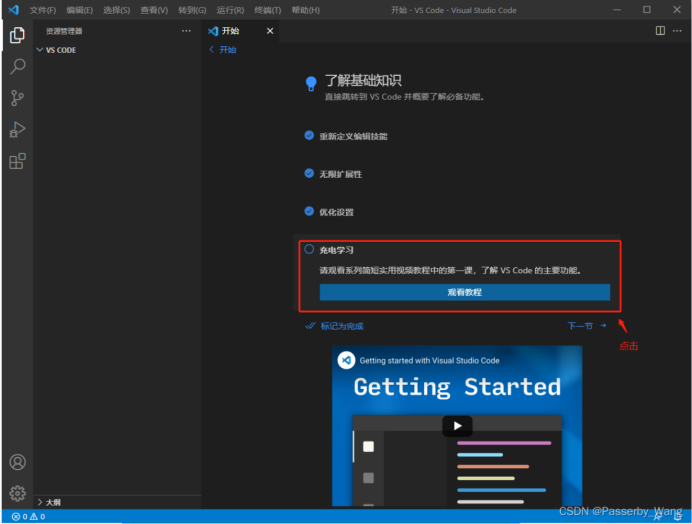 文件(F) 编辑(E) 选择(S) 查看(V) 转到(G) 运行(R) 终端(T) 帮助(H) 开始 - VS Code - Visual Studio Code
资源管理器 ···
开始
VS CODE
开始
了解基础知识
直接跳转到 VS Code 并概要了解必备功能。
重新定义编辑技能
无限扩展性
优化设置
充电学习
请观看系列简短实用视频教程中的第一课，了解 VS Code 的主要功能。
观看教程
标记为完成 下一节 →
点击
Getting started with Visual Studio Code
Getting Started
大纲
0 0
CSDN @Passerby_Wang